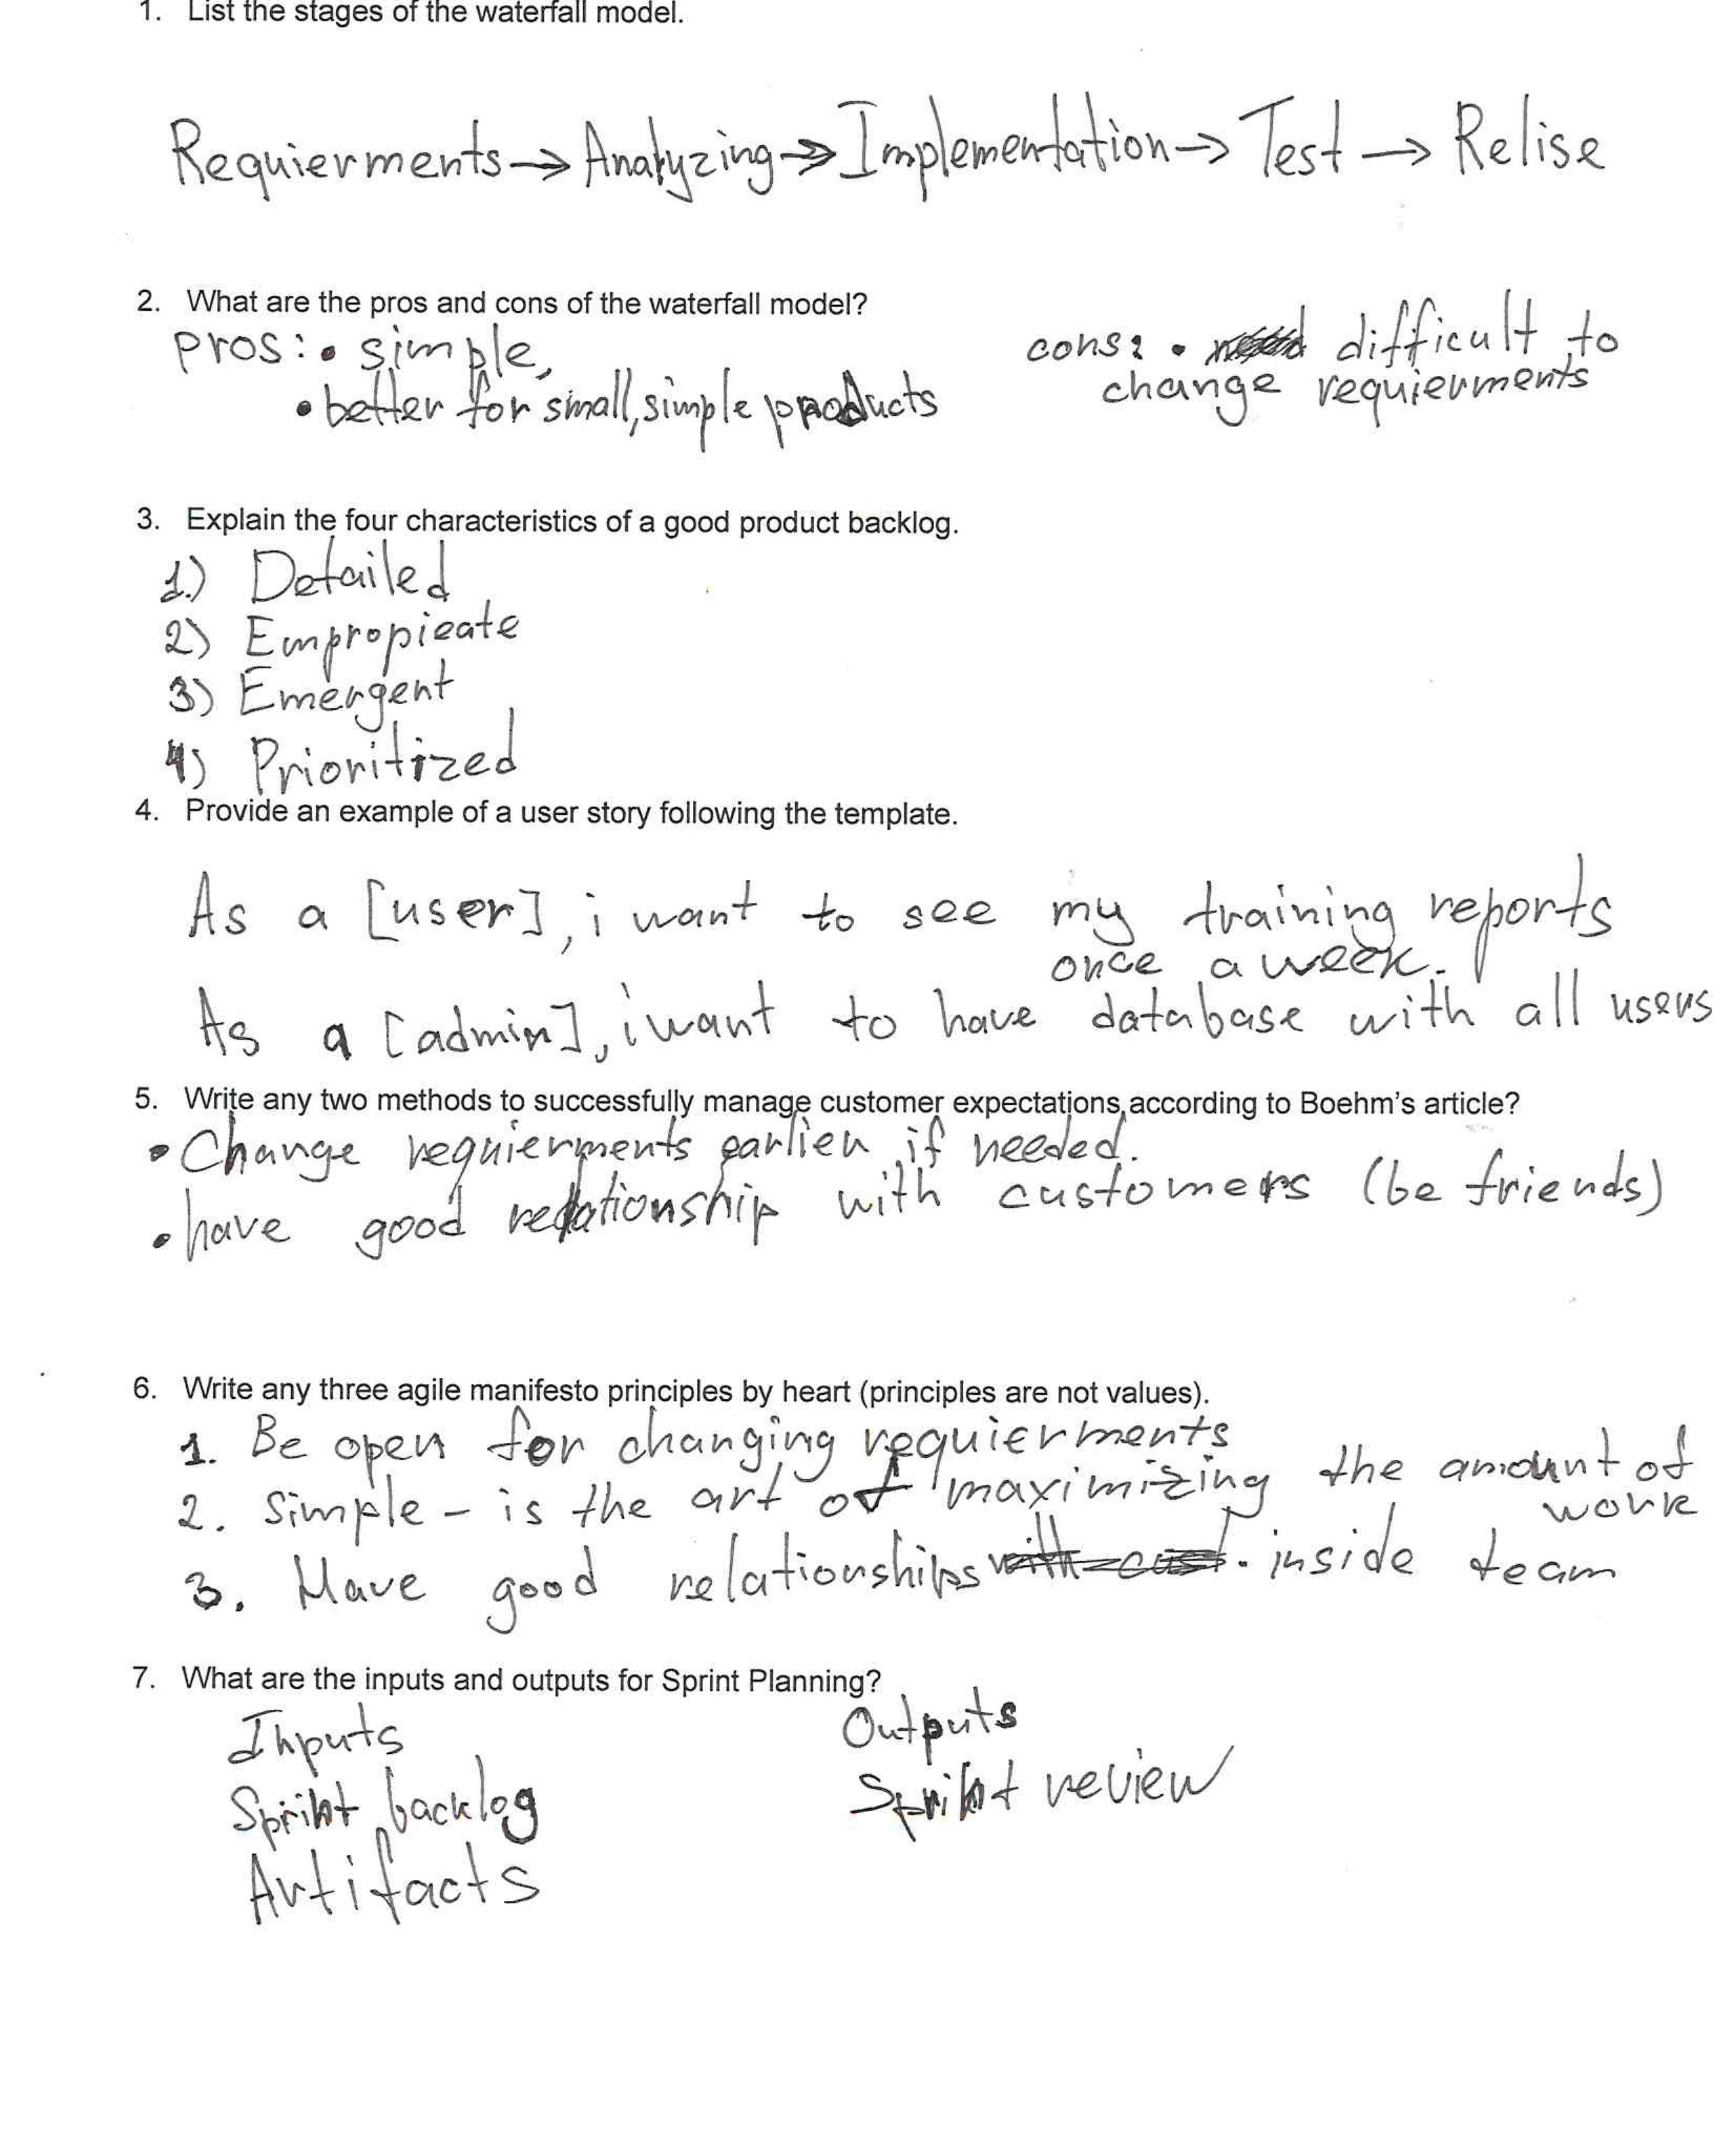 1. List the stages of the waterfall model.
Requierments → Analyzing → Implementation → Test → Relise
2. What are the pros and cons of the waterfall model?
pros: • simple,
• better for small, simple products
cons: • difficult to
change requierments
3. Explain the four characteristics of a good product backlog.
1.) Detailed
2) Empropieate
3) Emergent
4) Prioritized
4. Provide an example of a user story following the template.
As a [user], i want to see my training reports
once a week.
As a [admin], i want to have database with all users
5. Write any two methods to successfully manage customer expectations according to Boehm's article?
• Change requierments earlier, if needed.
• have good relationship with customers (be friends)
6. Write any three agile manifesto principles by heart (principles are not values).
1. Be open for changing requierments
2. Simple - is the art of maximizing the amount of
work
3. Have good relationships with cust. inside team
7. What are the inputs and outputs for Sprint Planning?
Inputs
Sprint backlog
Artifacts
Outputs
Sprint review